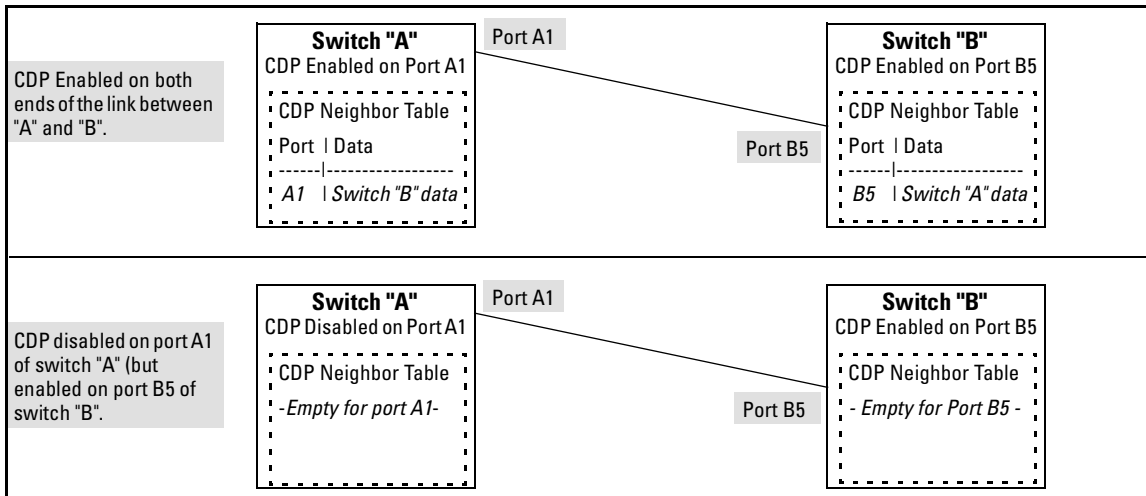 CDP Enabled on both
ends of the link between
"A" and "B".
Switch "A"
CDP Enabled on Port A1
CDP Neighbor Table
Port | Data
------|------------------
A1 | Switch "B" data
Port A1
Port B5
Switch "B"
CDP Enabled on Port B5
CDP Neighbor Table
Port | Data
------|------------------
B5 | Switch "A" data
CDP disabled on port A1
of switch "A" (but
enabled on port B5 of
switch "B".
Switch "A"
CDP Disabled on Port A1
CDP Neighbor Table
-Empty for port A1-
Port A1
Port B5
Switch "B"
CDP Enabled on Port B5
CDP Neighbor Table
- Empty for Port B5 -